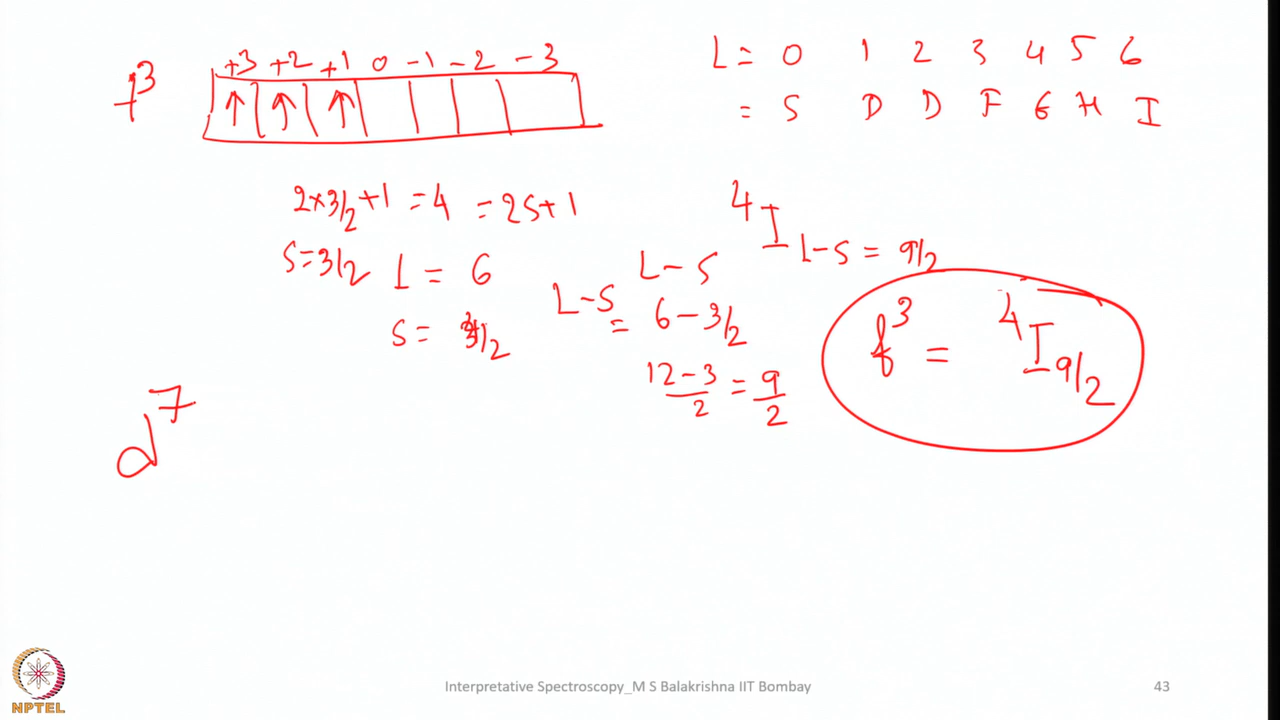 +3 +2 +1 0 -1 -2 -3
f³ ↑ ↑ ↑
L = 0 1 2 3 4 5 6
= S D D F G H I
2×3/2+1 = 4 = 2S+1
S=3/2 L = 6
S = 3/2
⁴I L-S = 9/2
L-S
L-S = 6-3/2
12-3/2 = 9/2
f³ = ⁴I9/2
d⁷
NPTEL
Interpretative Spectroscopy_M S Balakrishna IIT Bombay
43